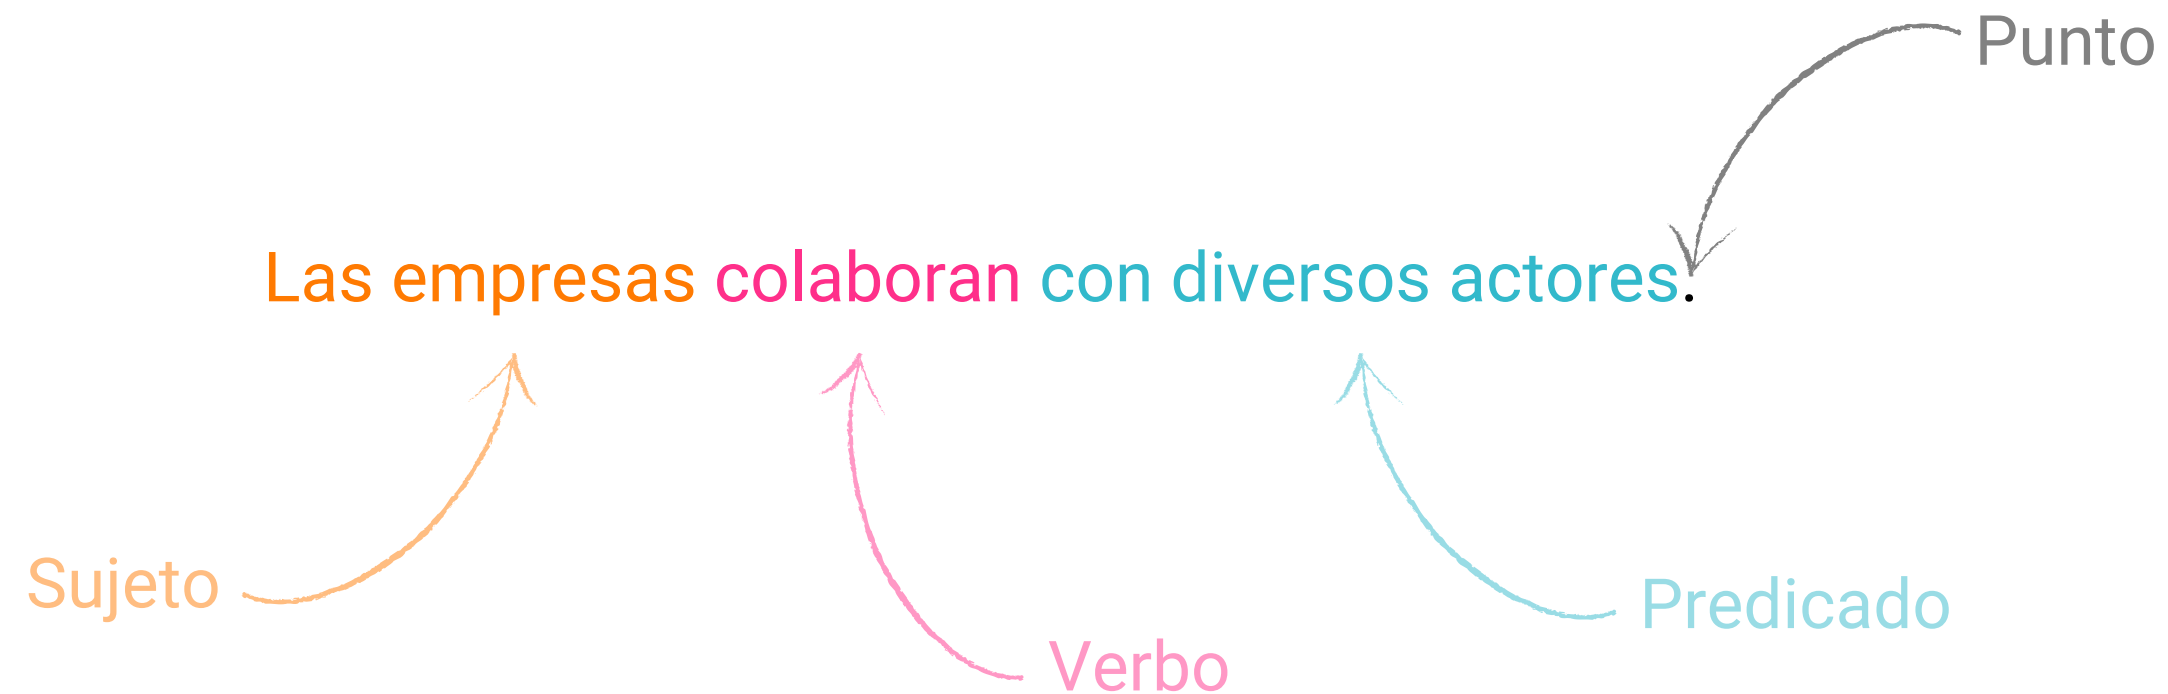 Punto
Las empresas colaboran con diversos actores.
Sujeto
Predicado
Verbo